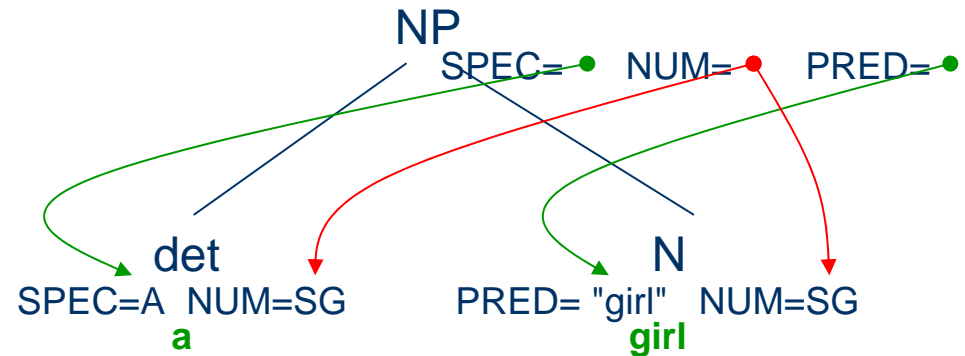 NP
SPEC= NUM= PRED=
det N
SPEC=A NUM=SG PRED= "girl" NUM=SG
a girl